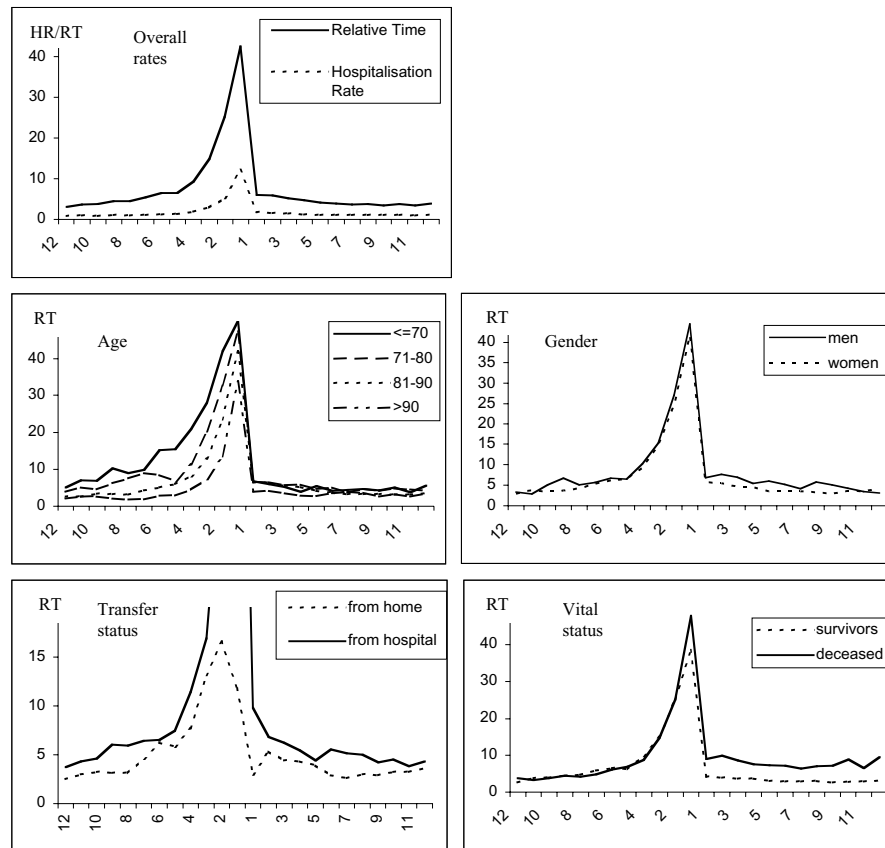 HR/RT
Overall
rates
Relative Time
Hospitalisation
Rate
40
30
20
10
0
12 10 8 6 4 2 1 3 5 7 9 11
RT
Age
<=70
71-80
81-90
>90
40
30
20
10
0
12 10 8 6 4 2 1 3 5 7 9 11
RT
Gender
men
women
40
35
30
25
20
15
10
5
0
12 10 8 6 4 2 1 3 5 7 9 11
RT
Transfer
status
from home
from hospital
15
10
5
0
12 10 8 6 4 2 1 3 5 7 9 11
RT
Vital
status
survivors
deceased
40
30
20
10
0
12 10 8 6 4 2 1 3 5 7 9 11